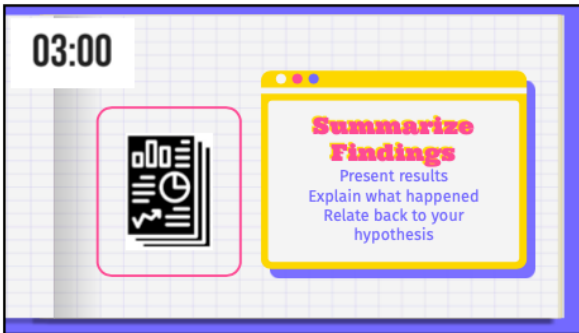 03:00
Summarize
Findings
Present results
Explain what happened
Relate back to your
hypothesis